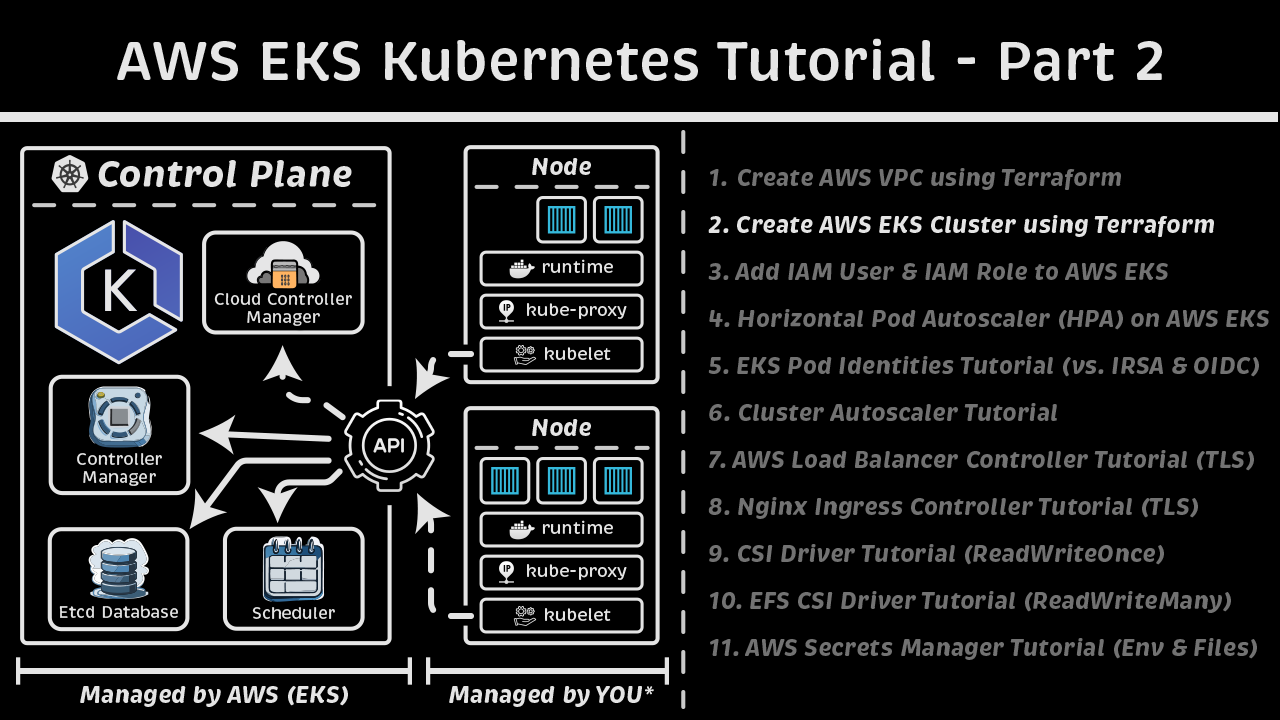 AWS EKS Kubernetes Tutorial - Part 2
Control Plane
K
Cloud Controller
Manager
Controller
Manager
Etcd Database
Scheduler
API
Node
runtime
IP
kube-proxy
kubelet
Node
runtime
IP
kube-proxy
kubelet
Managed by AWS (EKS)
Managed by YOU*
1. Create AWS VPC using Terraform
2. Create AWS EKS Cluster using Terraform
3. Add IAM User & IAM Role to AWS EKS
4. Horizontal Pod Autoscaler (HPA) on AWS EKS
5. EKS Pod Identities Tutorial (vs. IRSA & OIDC)
6. Cluster Autoscaler Tutorial
7. AWS Load Balancer Controller Tutorial (TLS)
8. Nginx Ingress Controller Tutorial (TLS)
9. CSI Driver Tutorial (ReadWriteOnce)
10. EFS CSI Driver Tutorial (ReadWriteMany)
11. AWS Secrets Manager Tutorial (Env & Files)